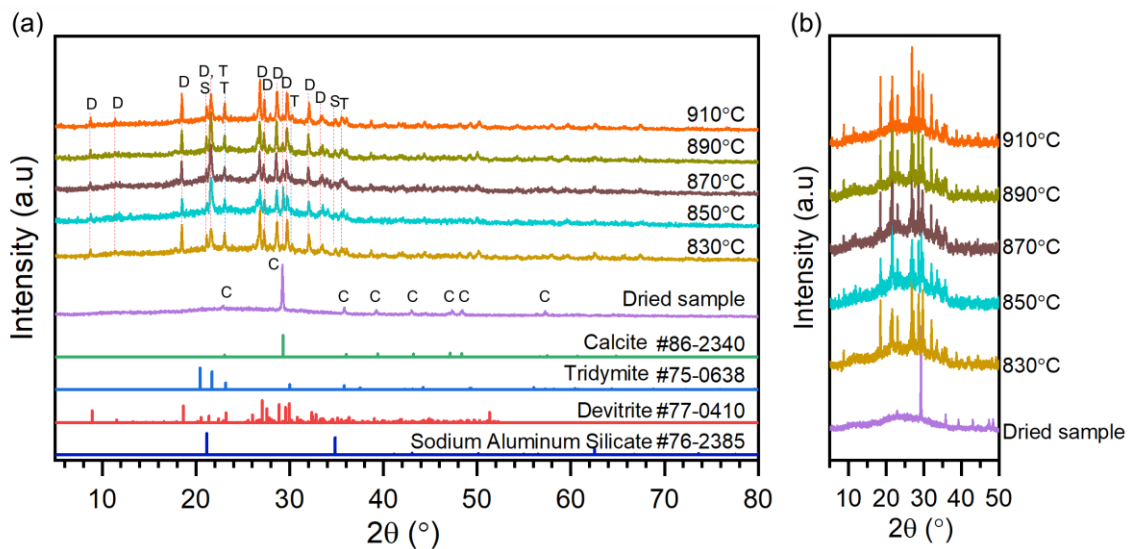 (a)
(b)
Intensity (a.u)
D D D D, T T D D D D D T S T
S T D D
910°C
890°C
870°C
850°C
830°C
C
C C C C C C C
Dried sample
Calcite #86-2340
Tridymite #75-0638
Devitrite #77-0410
Sodium Aluminum Silicate #76-2385
10 20 30 40 50 60 70 80
2θ (°)
Intensity (a.u)
910°C
890°C
870°C
850°C
830°C
Dried sample
10 20 30 40 50
2θ (°)